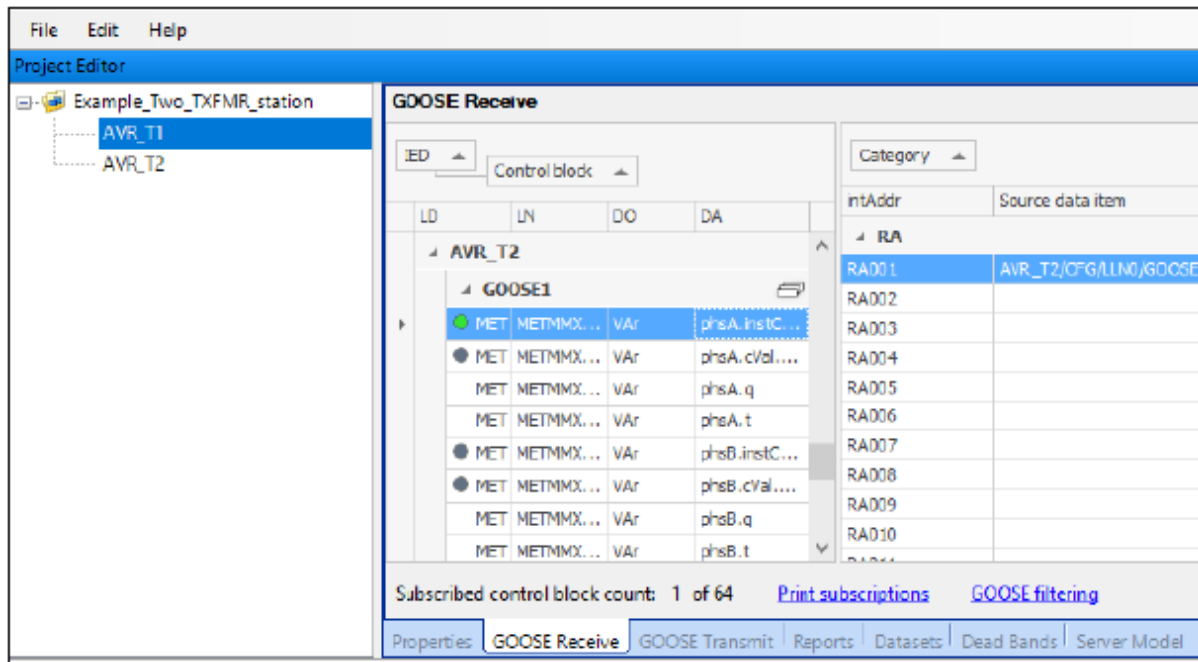 File Edit Help
Project Editor
Example_Two_TXFMR_station
AVR_T1
AVR_T2
GOOSE Receive
IED
Control block
LD LN DO DA
AVR_T2
GOOSE1
MET METMMX... VAr phsA.instC...
MET METMMX... VAr phsA.cVal....
MET METMMX... VAr phsA.q
MET METMMX... VAr phsA.t
MET METMMX... VAr phsB.instC...
MET METMMX... VAr phsB.cVal....
MET METMMX... VAr phsB.q
MET METMMX... VAr phsB.t
Category
intAddr Source data item
RA
RA001 AVR_T2/CFG/LLN0/GOOSE
RA002
RA003
RA004
RA005
RA006
RA007
RA008
RA009
RA010
Subscribed control block count: 1 of 64 Print subscriptions GOOSE filtering
Properties GOOSE Receive GOOSE Transmit Reports Datasets Dead Bands Server Model